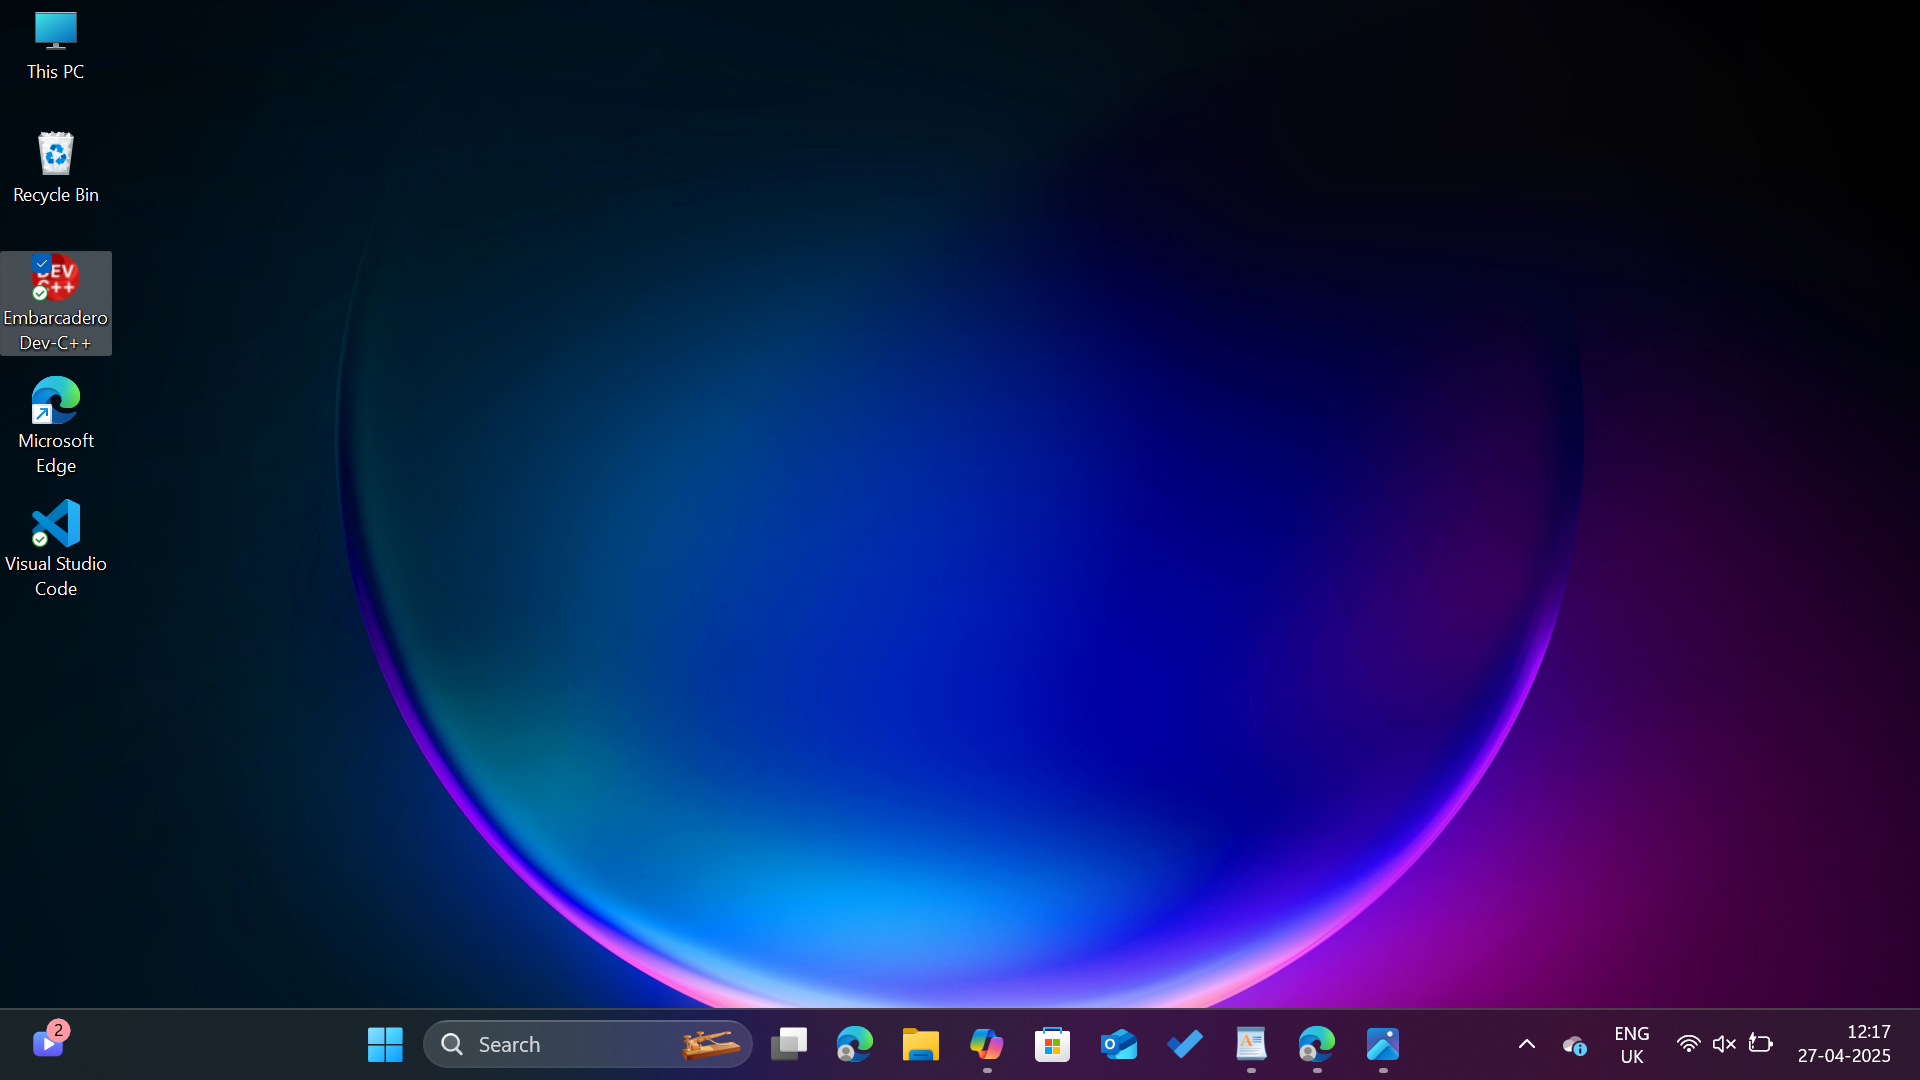 This PC
Recycle Bin
DEV
C++
Embarcadero
Dev-C++
Microsoft
Edge
Visual Studio
Code
2
Search
ENG
UK
12:17
27-04-2025